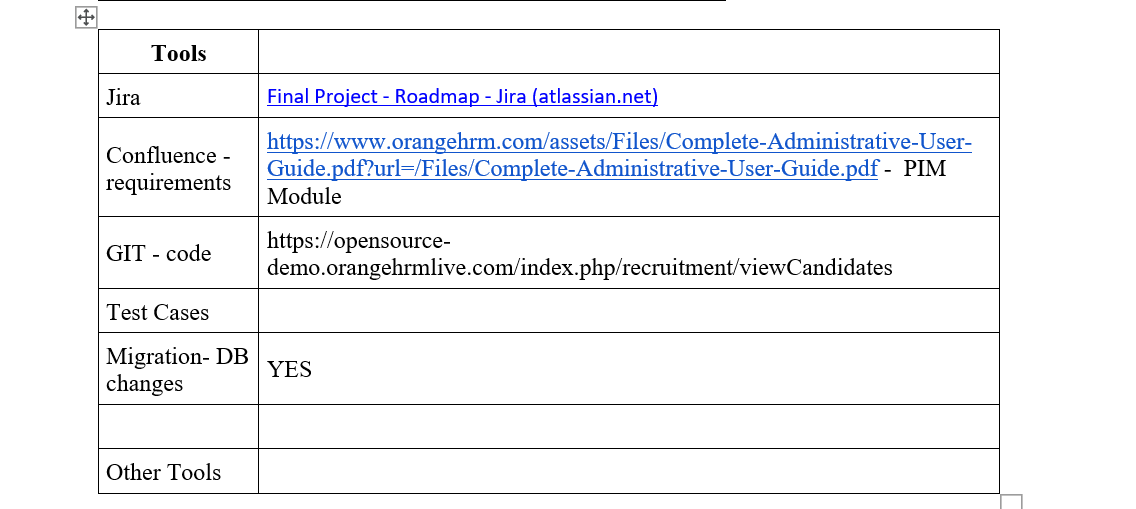 Tools
Jira
Final Project - Roadmap - Jira (atlassian.net)
Confluence -
requirements
https://www.orangehrm.com/assets/Files/Complete-Administrative-User-
Guide.pdf?url=/Files/Complete-Administrative-User-Guide.pdf - PIM
Module
GIT - code
https://opensource-
demo.orangehrmlive.com/index.php/recruitment/viewCandidates
Test Cases
Migration- DB
changes
YES
Other Tools